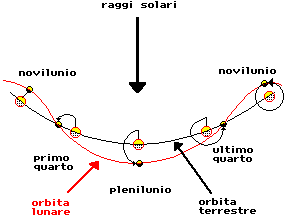 raggi solari
novilunio
novilunio
primo
quarto
ultimo
quarto
plenilunio
orbita
lunare
orbita
terrestre